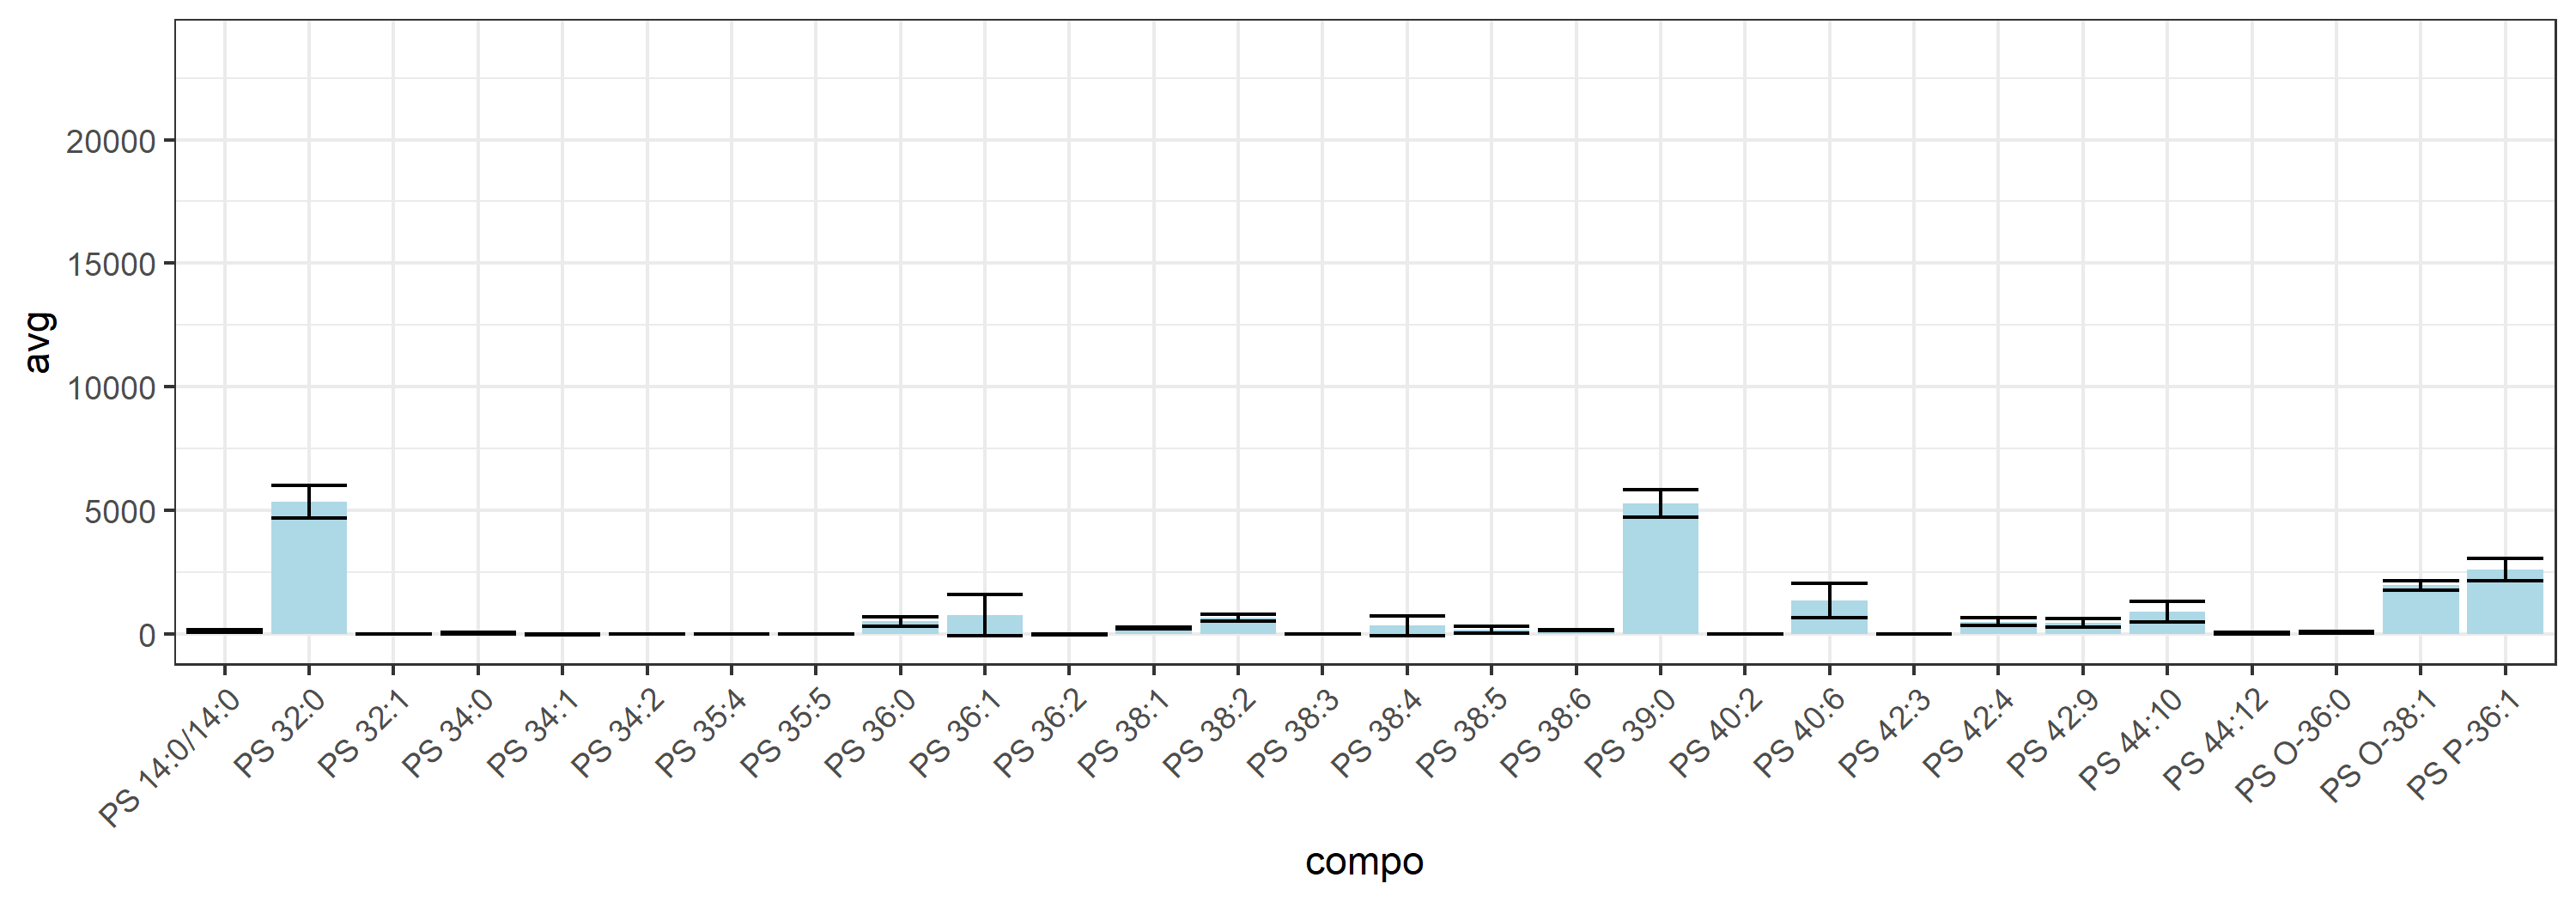 avg
20000
15000
10000
5000
0
PS 14:0/14:0
PS 32:0
PS 32:1
PS 34:0
PS 34:1
PS 34:2
PS 35:4
PS 35:5
PS 36:0
PS 36:1
PS 36:2
PS 38:1
PS 38:2
PS 38:3
PS 38:4
PS 38:5
PS 38:6
PS 39:0
PS 40:2
PS 40:6
PS 42:3
PS 42:4
PS 42:9
PS 44:10
PS 44:12
PS O-36:0
PS O-38:1
PS P-36:1
compo